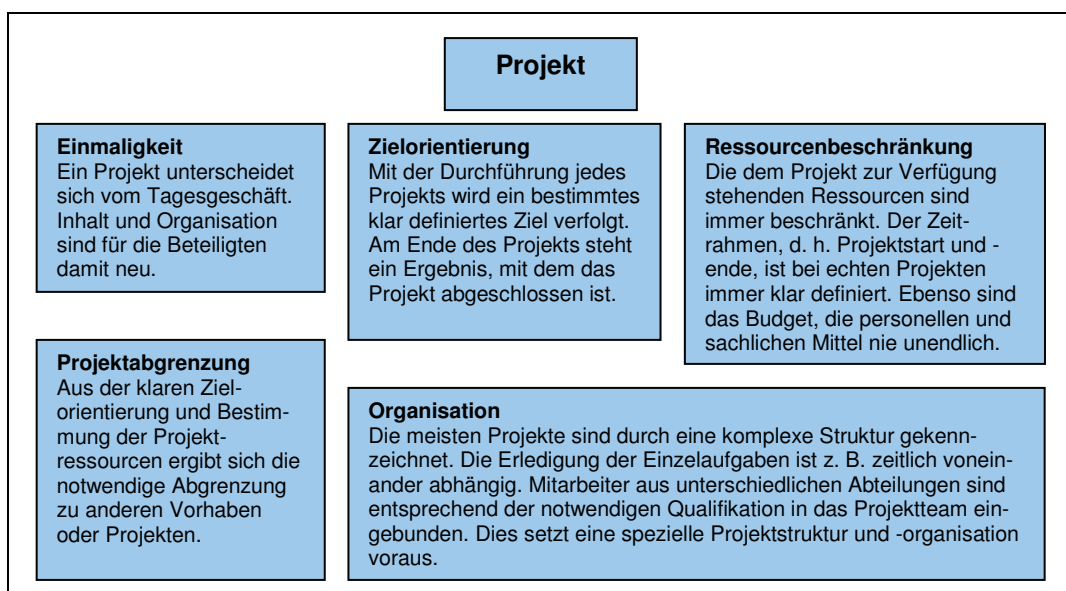 Projekt
Einmaligkeit
Ein Projekt unterscheidet
sich vom Tagesgeschäft.
Inhalt und Organisation
sind für die Beteiligten
damit neu.
Zielorientierung
Mit der Durchführung jedes
Projekts wird ein bestimmtes
klar definiertes Ziel verfolgt.
Am Ende des Projekts steht
ein Ergebnis, mit dem das
Projekt abgeschlossen ist.
Ressourcenbeschränkung
Die dem Projekt zur Verfügung
stehenden Ressourcen sind
immer beschränkt. Der Zeit-
rahmen, d. h. Projektstart und -
ende, ist bei echten Projekten
immer klar definiert. Ebenso sind
das Budget, die personellen und
sachlichen Mittel nie unendlich.
Projektabgrenzung
Aus der klaren Ziel-
orientierung und Bestim-
mung der Projekt-
ressourcen ergibt sich die
notwendige Abgrenzung
zu anderen Vorhaben
oder Projekten.
Organisation
Die meisten Projekte sind durch eine komplexe Struktur gekenn-
zeichnet. Die Erledigung der Einzelaufgaben ist z. B. zeitlich vonein-
ander abhängig. Mitarbeiter aus unterschiedlichen Abteilungen sind
entsprechend der notwendigen Qualifikation in das Projektteam ein-
gebunden. Dies setzt eine spezielle Projektstruktur und -organisation
voraus.